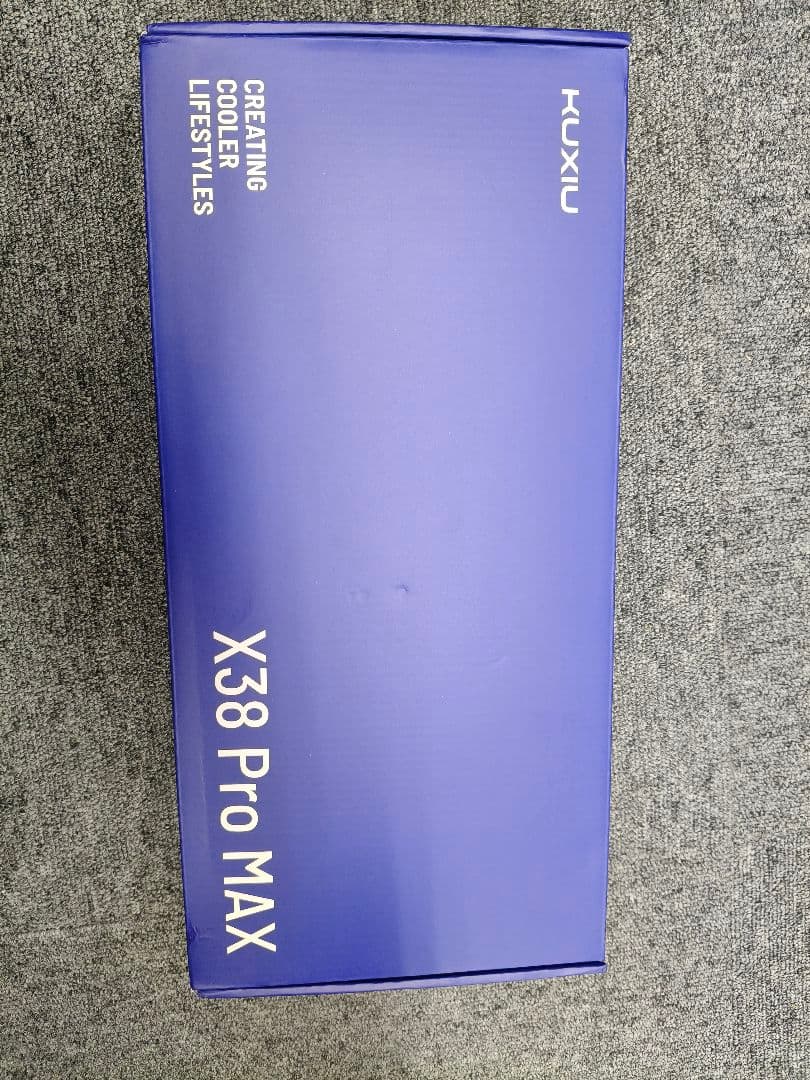 KUXIU
CREATING
COOLER
LIFESTYLES
X38 Pro MAX